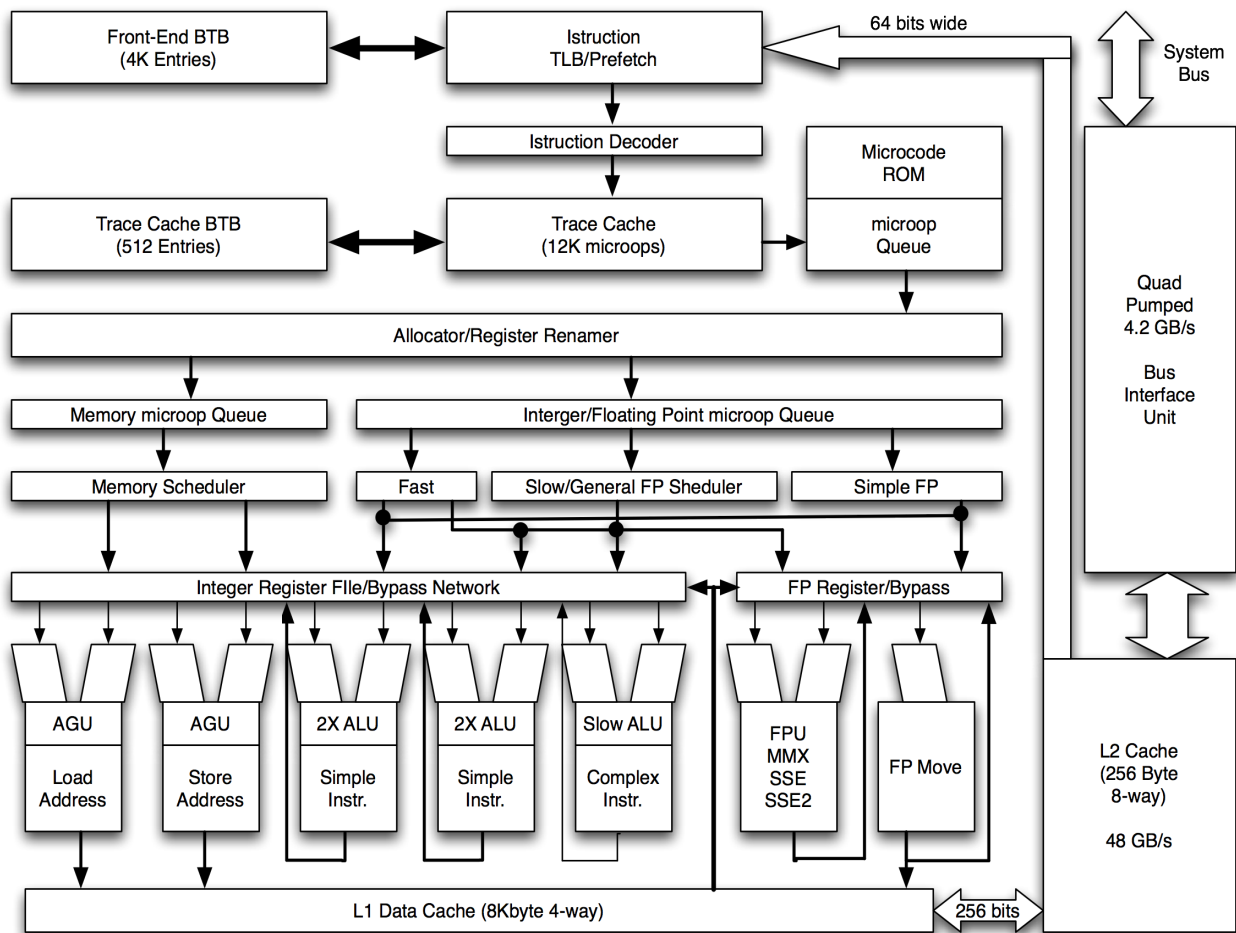 Front-End BTB
(4K Entries)
Istruction
TLB/Prefetch
64 bits wide
System
Bus
Istruction Decoder
Microcode
ROM
Trace Cache BTB
(512 Entries)
Trace Cache
(12K microops)
microop
Queue
Quad
Pumped
4.2 GB/s
Bus
Interface
Unit
Allocator/Register Renamer
Memory microop Queue
Interger/Floating Point microop Queue
Memory Scheduler
Fast
Slow/General FP Sheduler
Simple FP
Integer Register FIle/Bypass Network
FP Register/Bypass
AGU
Load
Address
AGU
Store
Address
2X ALU
Simple
Instr.
2X ALU
Simple
Instr.
Slow ALU
Complex
Instr.
FPU
MMX
SSE
SSE2
FP Move
L2 Cache
(256 Byte
8-way)
48 GB/s
L1 Data Cache (8Kbyte 4-way)
256 bits